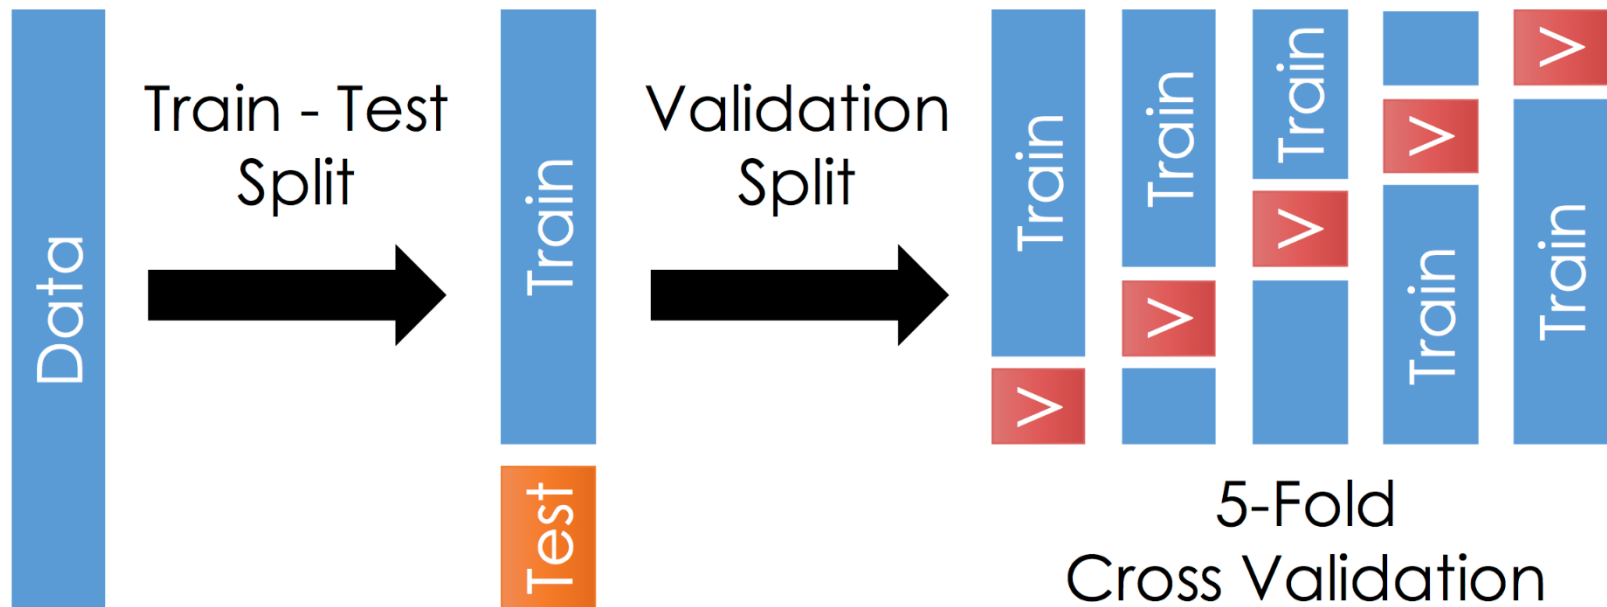 Data
Train - Test
Split
Train
Test
Validation
Split
Train
V
Train
V
Train
V
V
Train
V
Train
5-Fold
Cross Validation